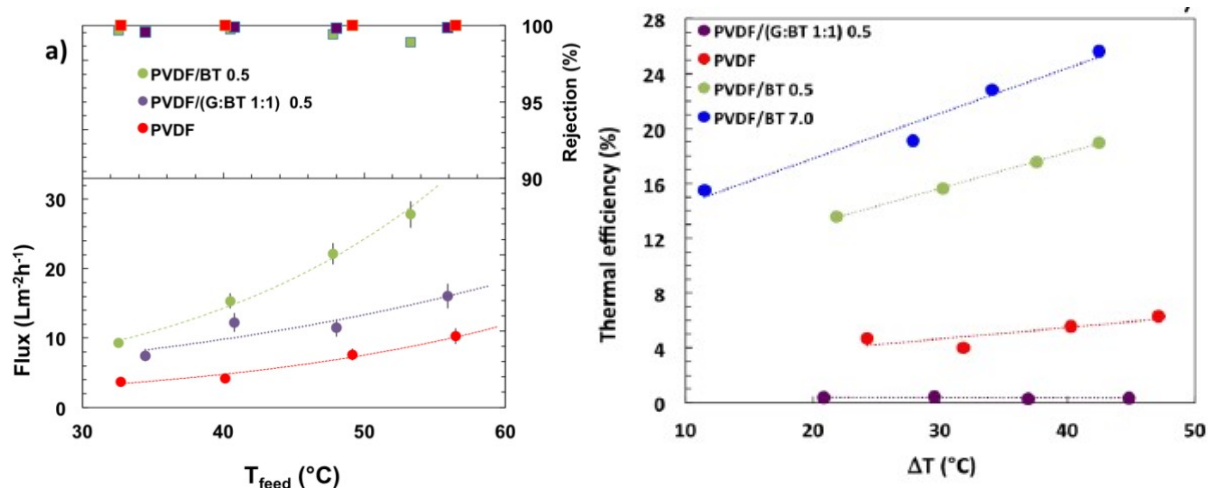 a)
PVDF/BT 0.5
PVDF/(G:BT 1:1) 0.5
PVDF
100
95
90
Rejection (%)
30
20
10
0
Flux (Lm-2h-1)
30 40 50 60
Tfeed (°C)
28
24
20
16
12
8
4
0
Thermal efficiency (%)
PVDF/(G:BT 1:1) 0.5
PVDF
PVDF/BT 0.5
PVDF/BT 7.0
10 20 30 40 50
ΔT (°C)